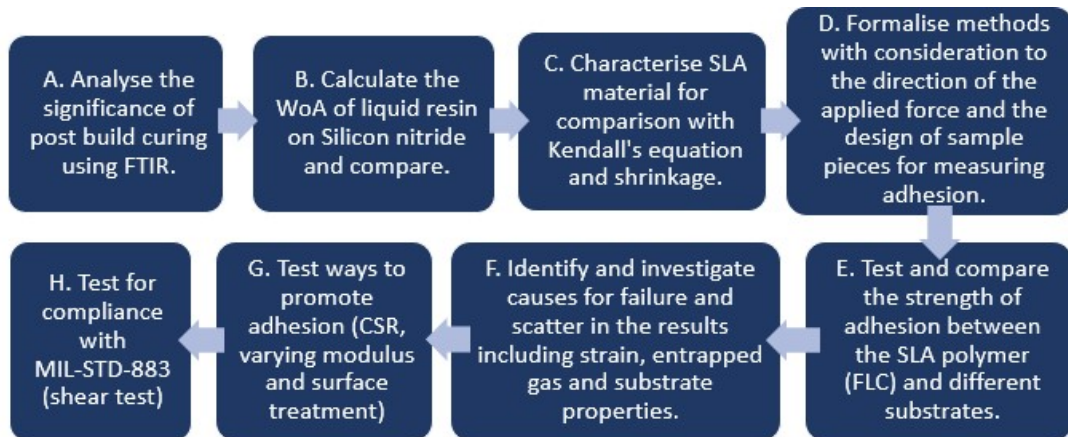 A. Analyse the
significance of
post build curing
using FTIR.
B. Calculate the
WoA of liquid resin
on Silicon nitride
and compare.
C. Characterise SLA
material for
comparison with
Kendall's equation
and shrinkage.
D. Formalise methods
with consideration to
the direction of the
applied force and the
design of sample
pieces for measuring
adhesion.
E. Test and compare
the strength of
adhesion between
the SLA polymer
(FLC) and different
substrates.
F. Identify and investigate
causes for failure and
scatter in the results
including strain, entrapped
gas and substrate
properties.
G. Test ways to
promote
adhesion (CSR,
varying modulus
and surface
treatment)
H. Test for
compliance
with
MIL-STD-883
(shear test)